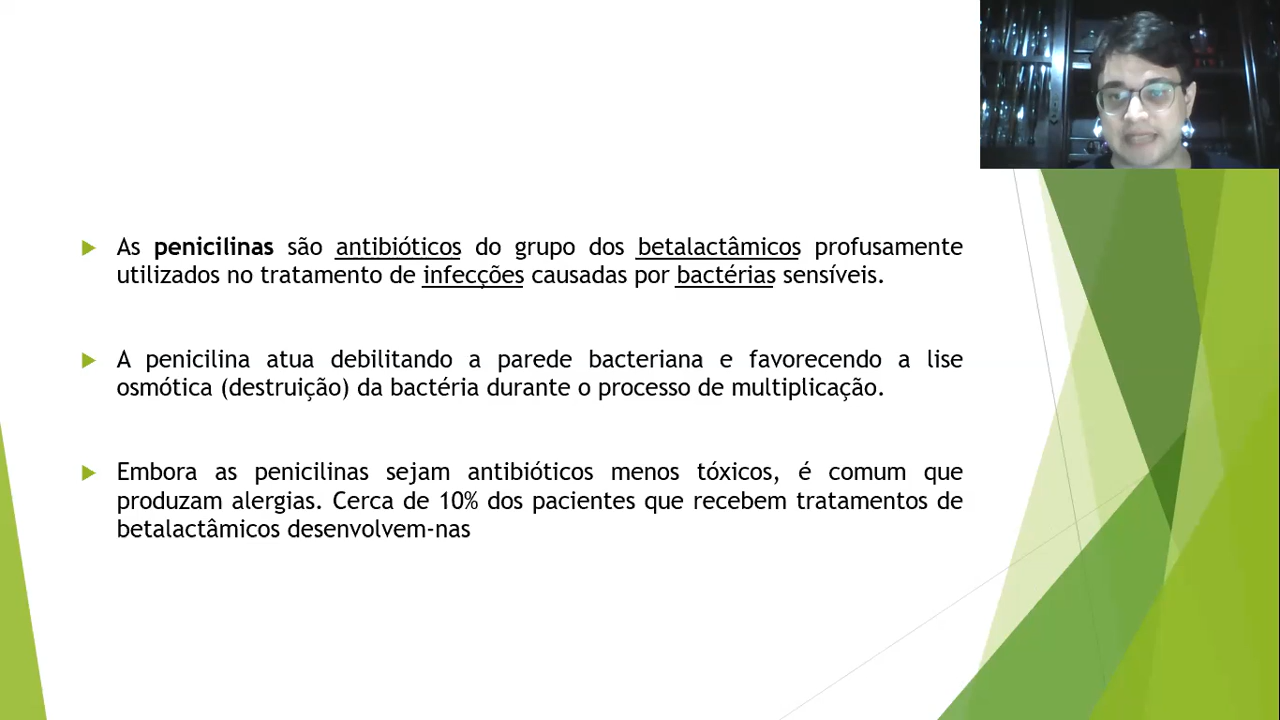 As penicilinas são antibióticos do grupo dos betalactâmicos profusamente
utilizados no tratamento de infecções causadas por bactérias sensíveis.
A penicilina atua debilitando a parede bacteriana e favorecendo a lise
osmótica (destruição) da bactéria durante o processo de multiplicação.
Embora as penicilinas sejam antibióticos menos tóxicos, é comum que
produzam alergias. Cerca de 10% dos pacientes que recebem tratamentos de
betalactâmicos desenvolvem-nas